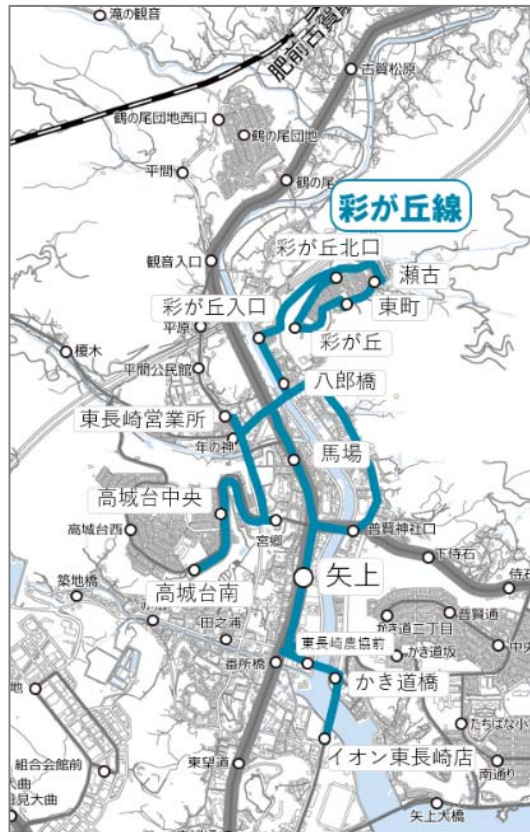 滝の観音
肥前古賀
古賀松原
鶴の尾団地西口
鶴の尾団地
平間
鶴の尾
彩が丘線
観音入口
彩が丘北口
瀬古
彩が丘入口
東町
平原
彩が丘
榎木
平間公民館
八郎橋
東長崎営業所
年の神
馬場
高城台中央
高城台西
宮郷
普賢神社口
下侍石
侍石
高城台南
矢上
築地橋
田之浦
普賢通
かき道二丁目
東長崎農協前
中央
かき道坂
番所橋
かき道橋
たちばな小
イオン東長崎店
組合会館前
東望道
南通り
矢上大橋